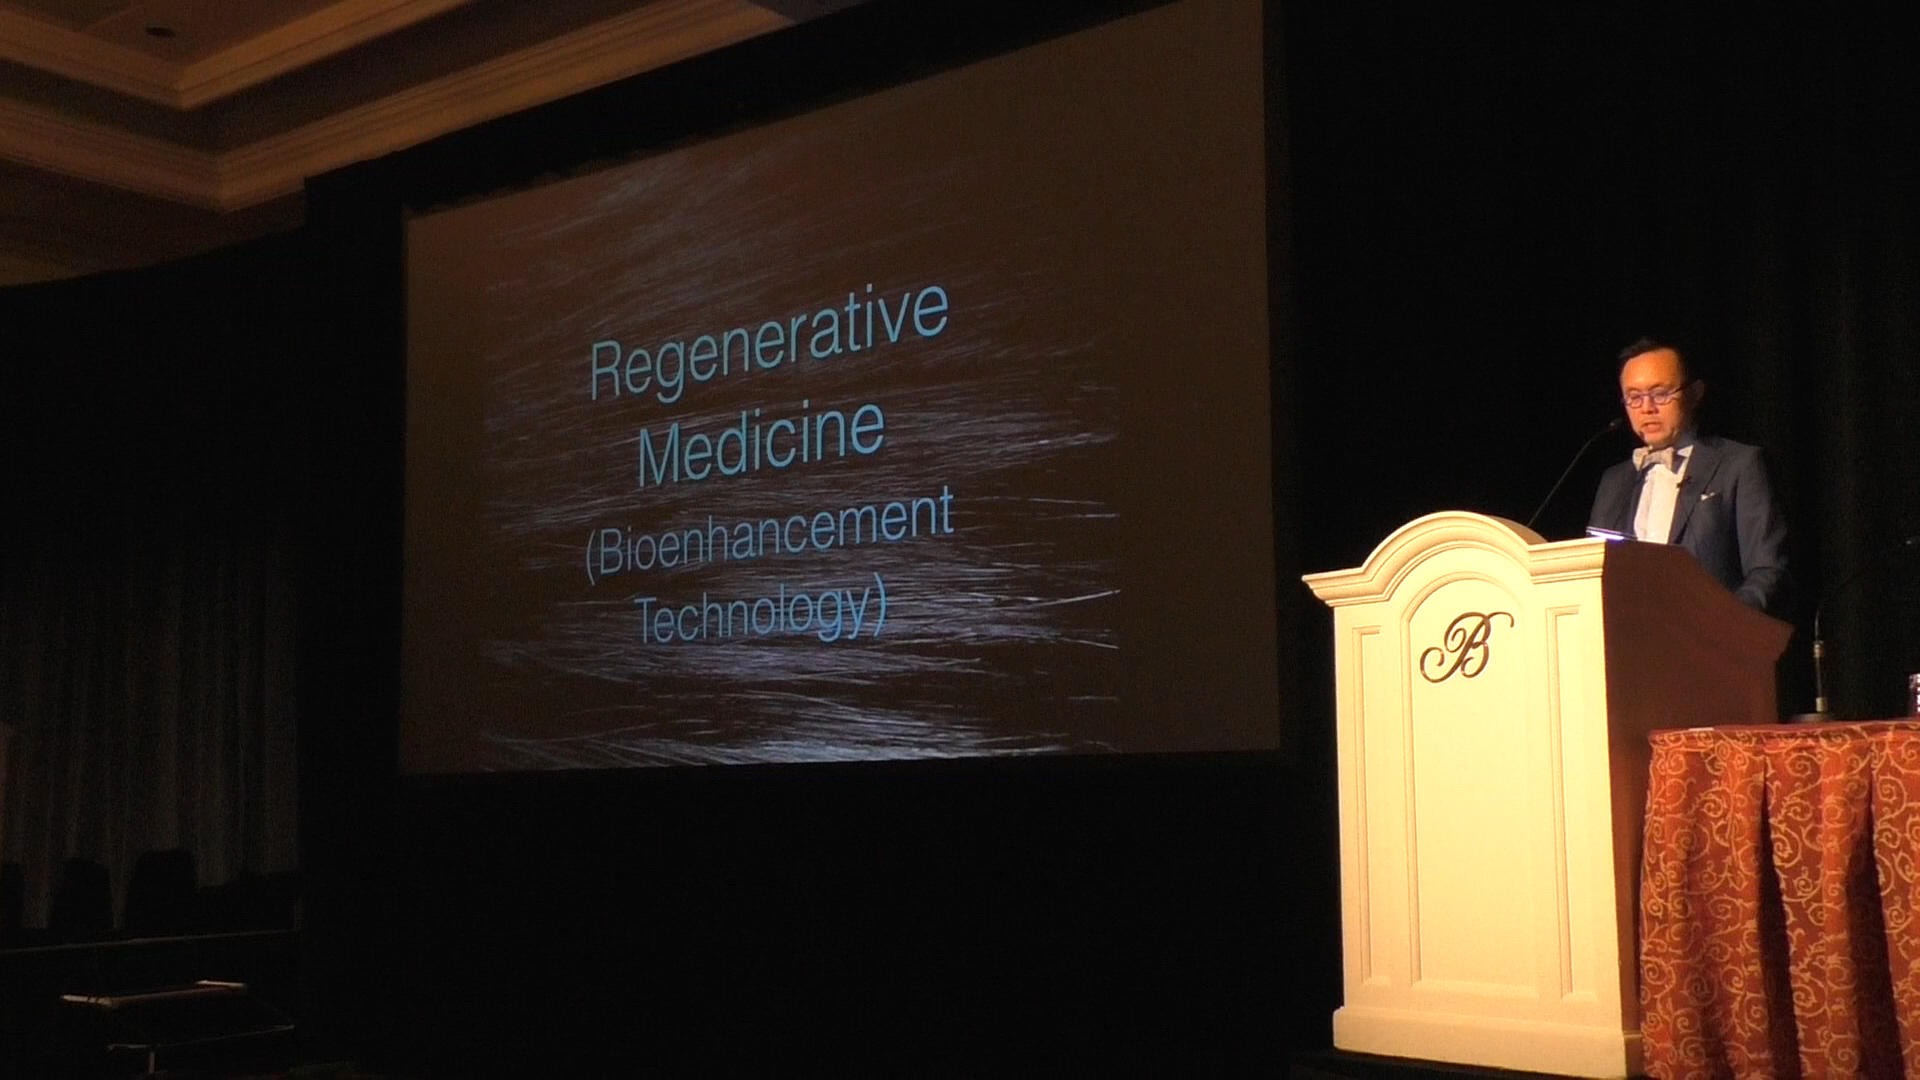 Regenerative
Medicine
(Bioenhancement
Technology)
B